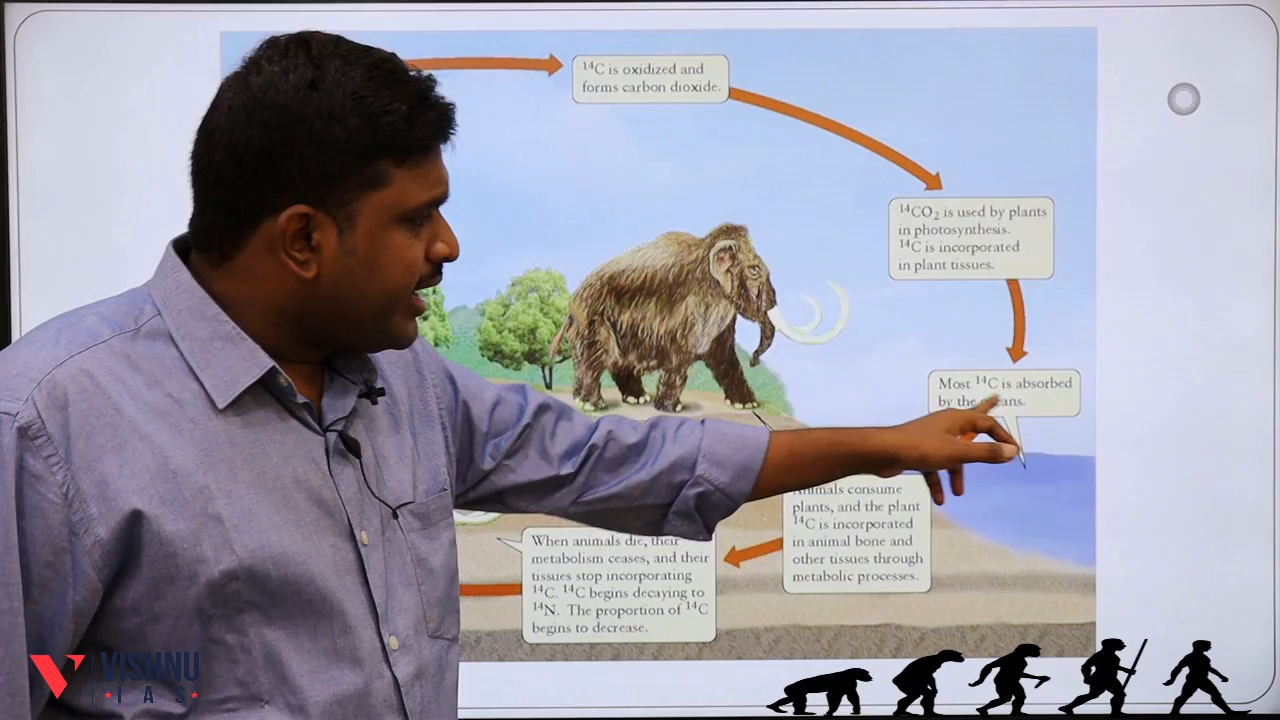 ¹⁴C is oxidized and
forms carbon dioxide.
¹⁴CO₂ is used by plants
in photosynthesis.
¹⁴C is incorporated
in plant tissues.
Most ¹⁴C is absorbed
by the
Animals consume
plants, and the plant
¹⁴C is incorporated
in animal bone and
other tissues through
metabolic processes.
When animals die, their
metabolism ceases, and their
tissues stop incorporating
¹⁴C. ¹⁴C begins decaying to
¹⁴N. The proportion of ¹⁴C
begins to decrease.
VISHNU
IAS